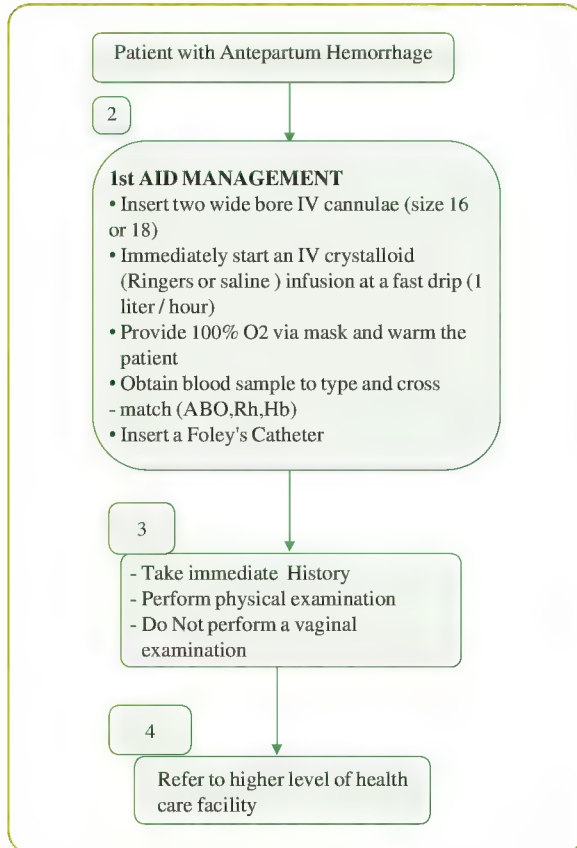 Patient with Antepartum Hemorrhage
2
1st AID MANAGEMENT
• Insert two wide bore IV cannulae (size 16
or 18)
• Immediately start an IV crystalloid
(Ringers or saline ) infusion at a fast drip (1
liter / hour)
• Provide 100% O2 via mask and warm the
patient
• Obtain blood sample to type and cross
- match (ABO,Rh,Hb)
• Insert a Foley's Catheter
3
- Take immediate History
- Perform physical examination
- Do Not perform a vaginal
examination
4
Refer to higher level of health
care facility